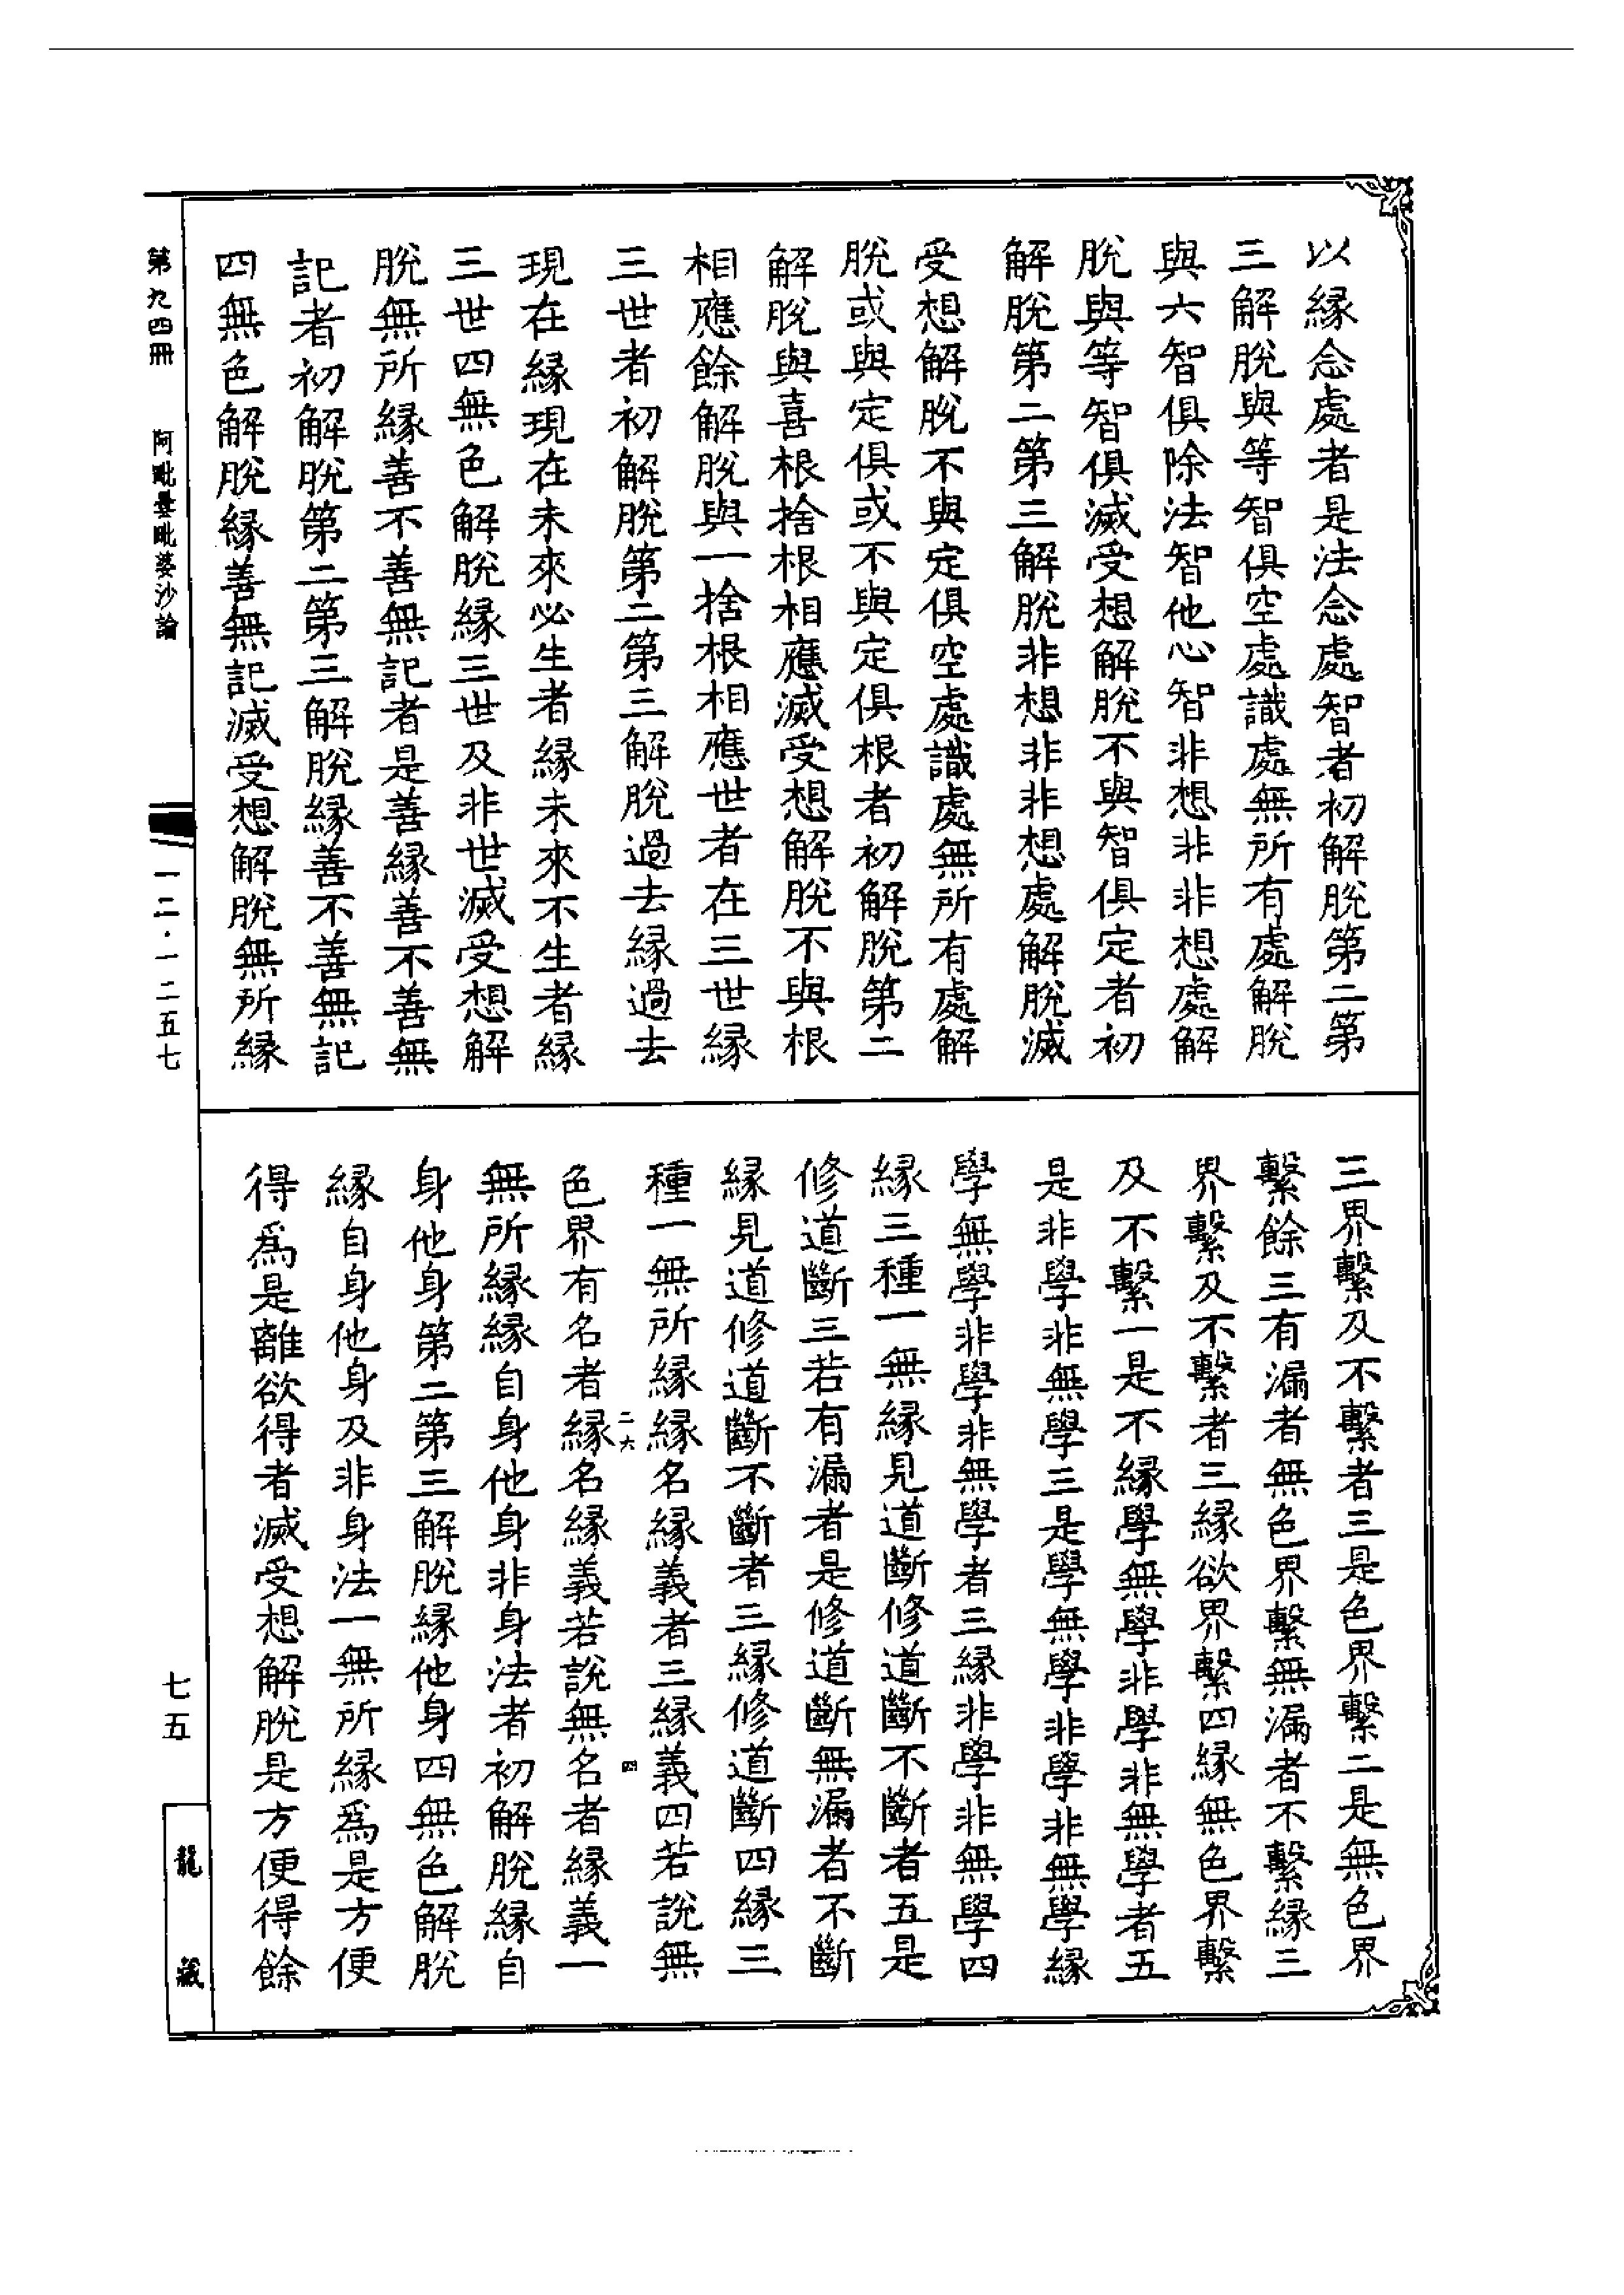 以緣念處者是法念處智者初解脫第二第
三解脫與等智俱空處識處無所有處解脫
與六智俱除法智他心智非想非非想處解
脫與等智俱滅受想解脫不與智俱定者初
解脫第二第三解脫非想非非想處解脫滅
受想解脫不與定俱空處識處無所有處解
脫或與定俱或不與定俱根者初解脫第二
解脫與喜根捨根相應滅受想解脫不與根
相應餘解脫與一捨根相應世者在三世緣
三世者初解脫第二第三解脫過去緣過去
現在緣現在未來必生者緣未來不生者緣
三世四無色解脫緣三世及非世滅受想解
脫無所緣善不善無記者是善緣善不善無
記者初解脫第二第三解脫緣善不善無記
四無色解脫緣善無記滅受想解脫無所緣
三界繫及不繫者三是色界繫二是無色界
繫餘三有漏者無色界繫無漏者不繫緣三
界繫及不繫者三緣欲界繫四緣無色界繫
及不繫一是不緣學無學非學非無學者五
是非學非無學三是學無學非學非無學緣
學無學非學非無學者三緣非學非無學四
緣三種一無緣見道斷修道斷不斷者五是
修道斷三若有漏者是修道斷無漏者不斷
緣見道修道斷不斷者三緣修道斷四緣三
種一無所緣緣名緣義者三緣義四若說無
二六
四
色界有名者緣名緣義若說無名者緣義一
無所緣緣自身他身非身法者初解脫緣自
身他身第二第三解脫緣他身四無色解脫
緣自身他身及非身法一無所緣為是方便
得為是離欲得者滅受想解脫是方便得餘
第九四冊 阿毗曇毗婆沙論
一二·一二五七
七五
龍藏